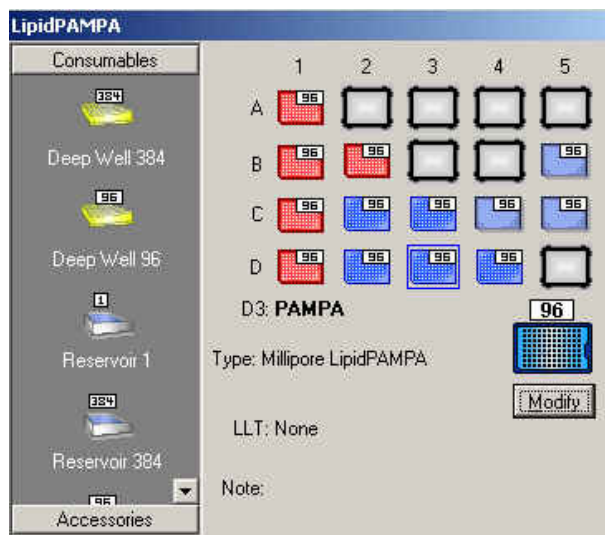 LipidPAMPA
Consumables
384
Deep Well 384
96
Deep Well 96
1
Reservoir 1
384
Reservoir 384
96
Accessories
1 2 3 4 5
A 96
B 96 96 96
C 96 96 96 96 96
D 96 96 96 96
D3: PAMPA
96
Type: Millipore LipidPAMPA
Modify
LLT: None
Note: